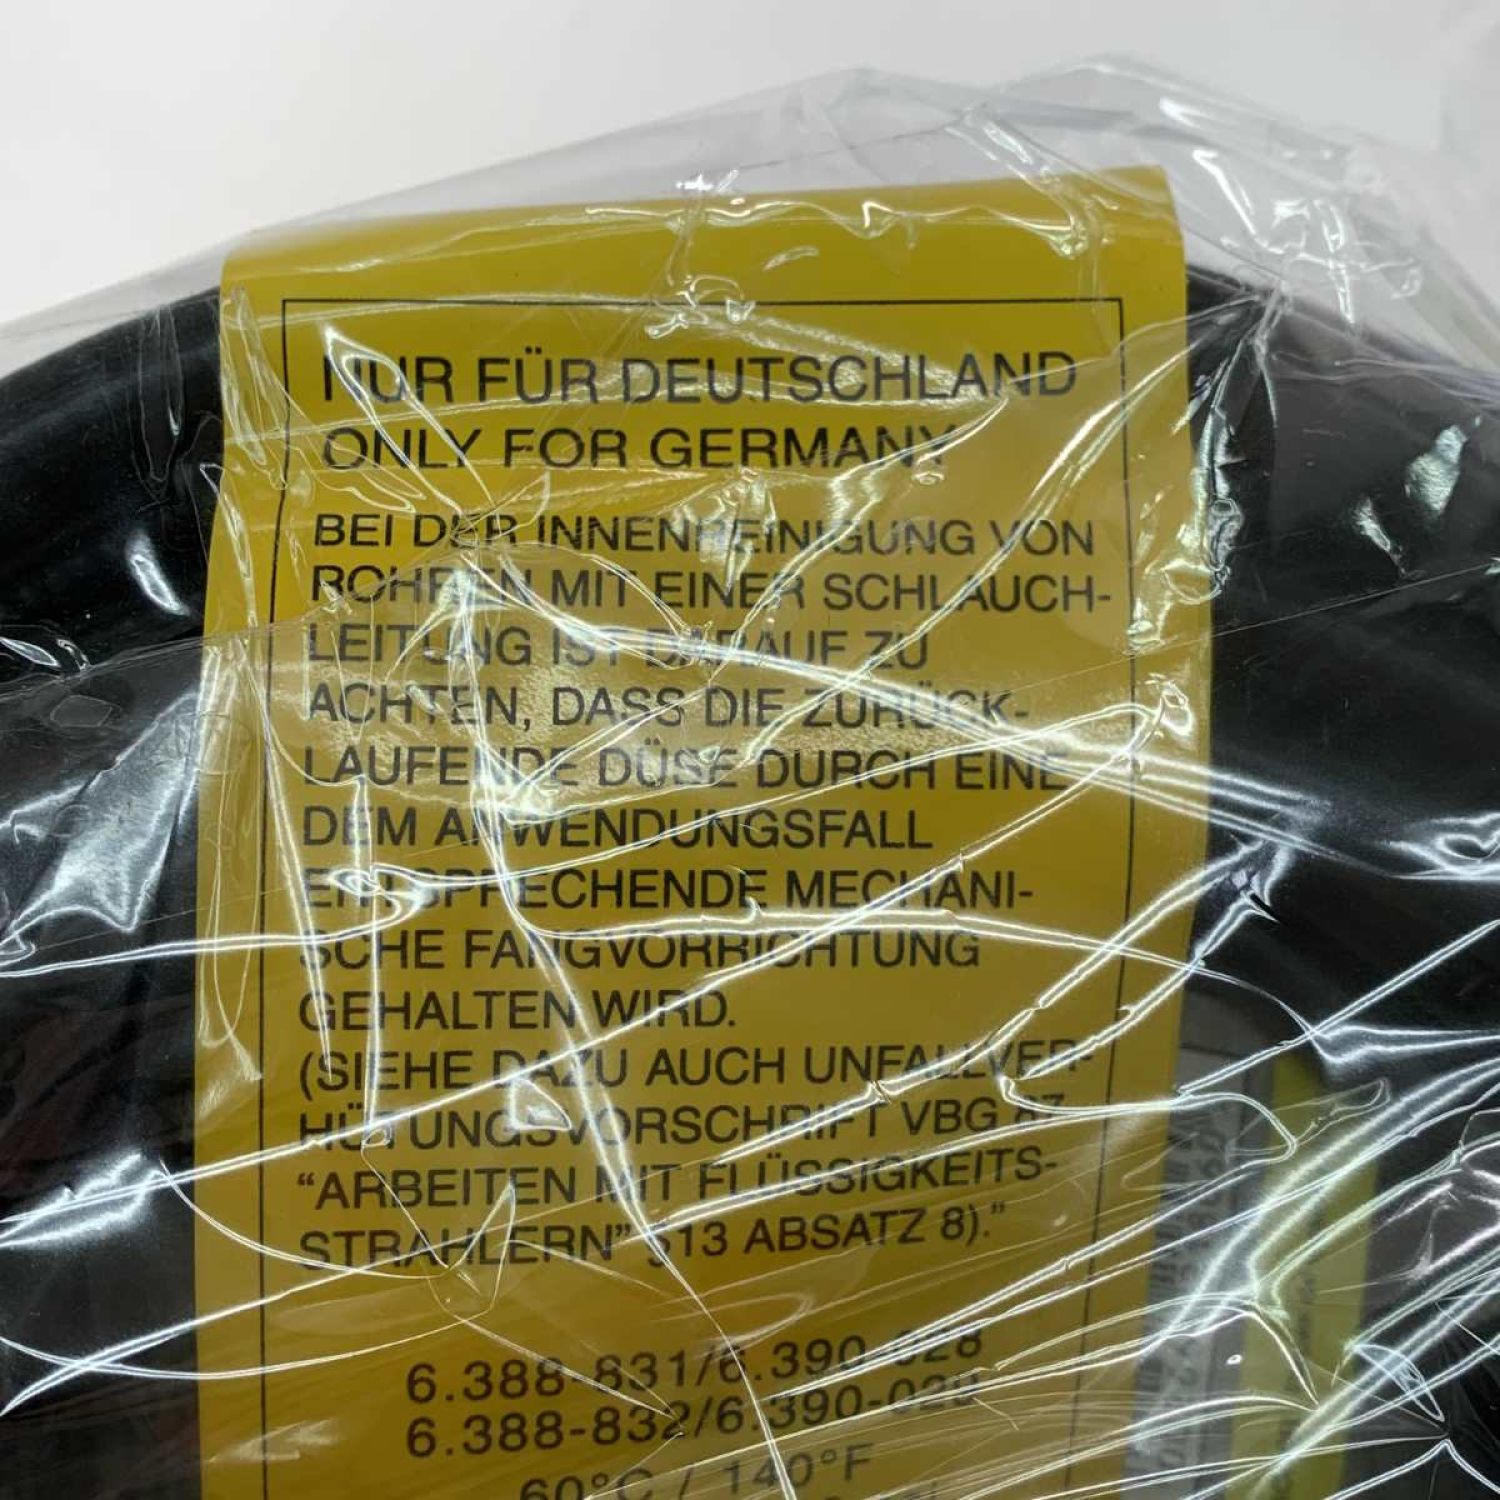 NUR FÜR DEUTSCHLAND
ONLY FOR GERMANY
BEI DER INNENREINIGUNG VON
ROHREN MIT EINER SCHLAUCH-
LEITUNG IST DARAUF ZU
ACHTEN, DASS DIE ZURÜCK-
LAUFENDE DÜSE DURCH EINE
DEM ANWENDUNGSFALL
ENTSPRECHENDE MECHANI-
SCHE FANGVORRICHTUNG
GEHALTEN WIRD.
(SIEHE DAZU AUCH UNFALLVER-
HÜTUNGSVORSCHRIFT VBG 87
“ARBEITEN MIT FLÜSSIGKEITS-
STRAHLERN” §13 ABSATZ 8).”
6.388-831/6.390-028
6.388-832/6.390-029
60°C / 140°F